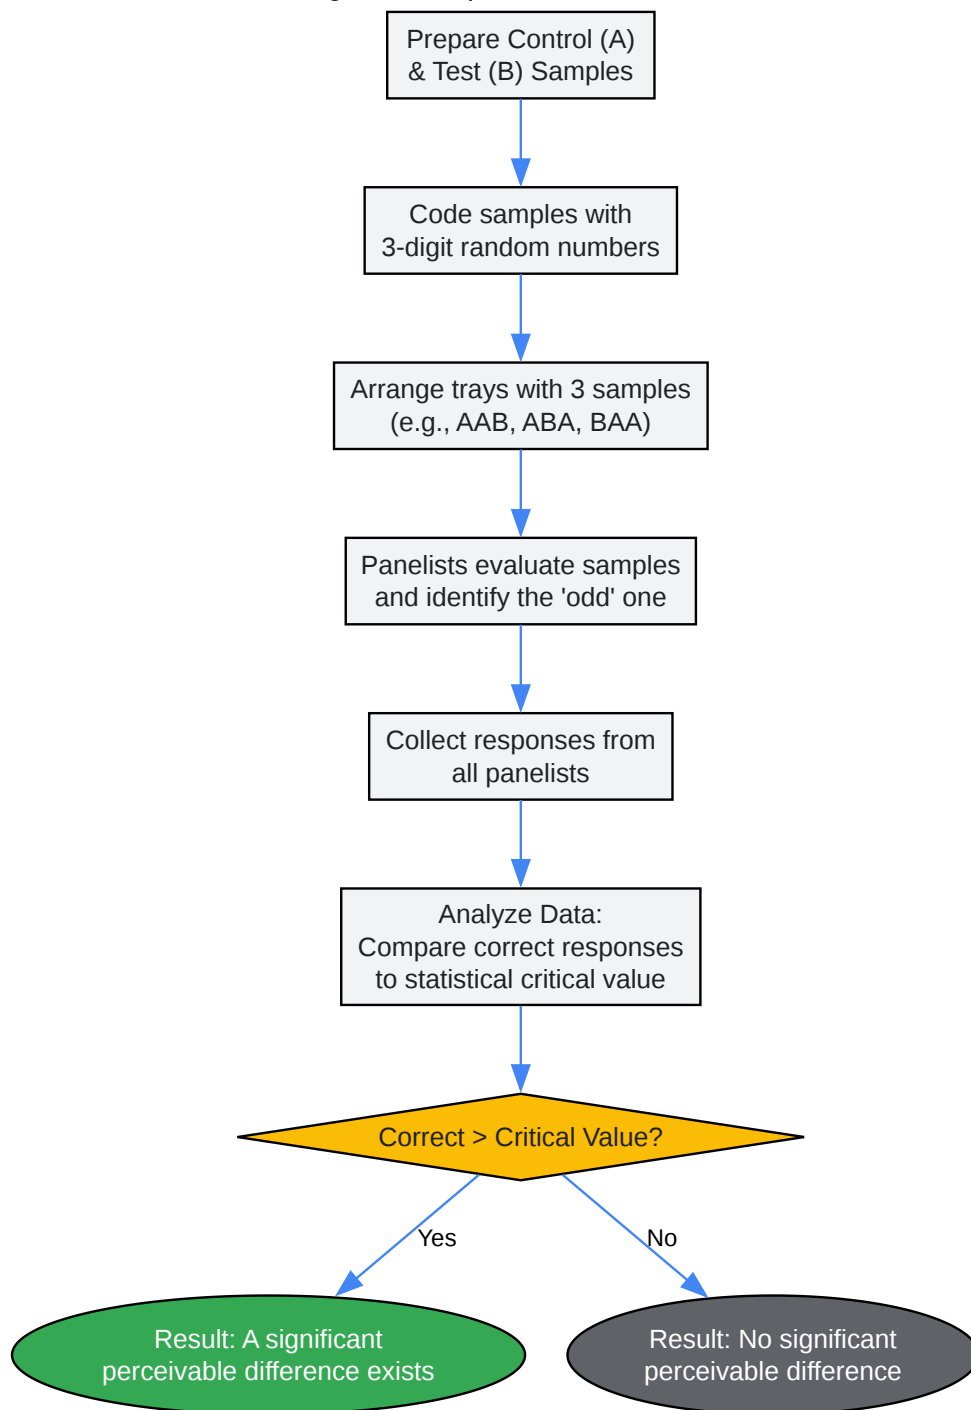 Prepare Control (A)
& Test (B) Samples
Code samples with
3-digit random numbers
Arrange trays with 3 samples
(e.g., AAB, ABA, BAA)
Panelists evaluate samples
and identify the 'odd' one
Collect responses from
all panelists
Analyze Data:
Compare correct responses
to statistical critical value
Correct > Critical Value?
Yes
No
Result: A significant
perceivable difference exists
Result: No significant
perceivable difference